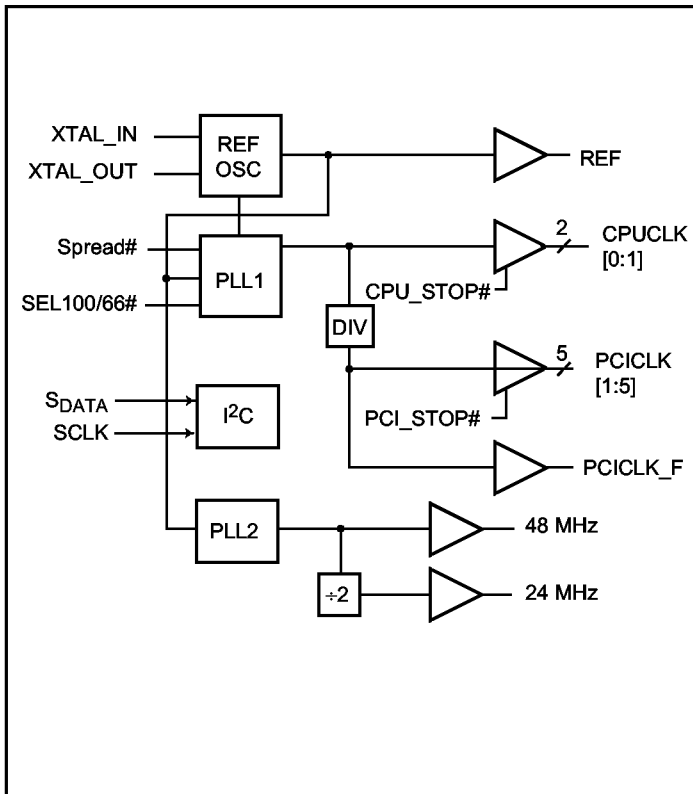 XTAL_IN
XTAL_OUT
REF
OSC
REF
Spread#
SEL100/66#
PLL1
2
CPUCLK
[0:1]
CPU_STOP#
DIV
5
PCICLK
[1:5]
PCI_STOP#
SDATA
SCLK
I²C
PCICLK_F
PLL2
48 MHz
÷2
24 MHz